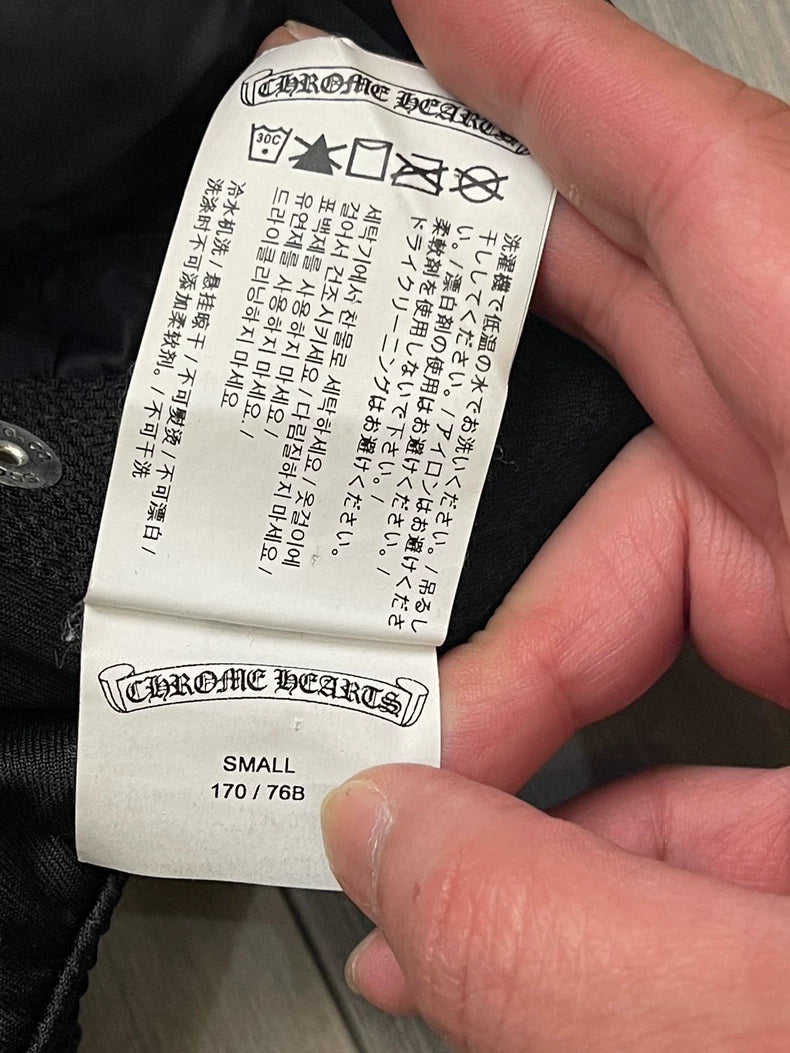 CHROME HEARTS
30C
洗濯機で低温の水でお洗いください。/吊るし
干ししてください。/アイロンはお避けくださ
い。/漂白剤の使用はお避けください。/
柔軟剤を使用しないで下さい。/
ドライクリーニングはお避けください。
세탁기에서 찬물로 세탁하세요/옷걸이에
걸어서 건조시키세요/다림질하지 마세요/
표백제를 사용하지 마세요/
유연제를 사용하지 마세요./
드라이클리닝하지 마세요
冷水机洗/悬挂晾干/不可熨烫/不可漂白/
洗涤时不可添加柔软剂。/不可干洗
CHROME HEARTS
SMALL
170 / 76B